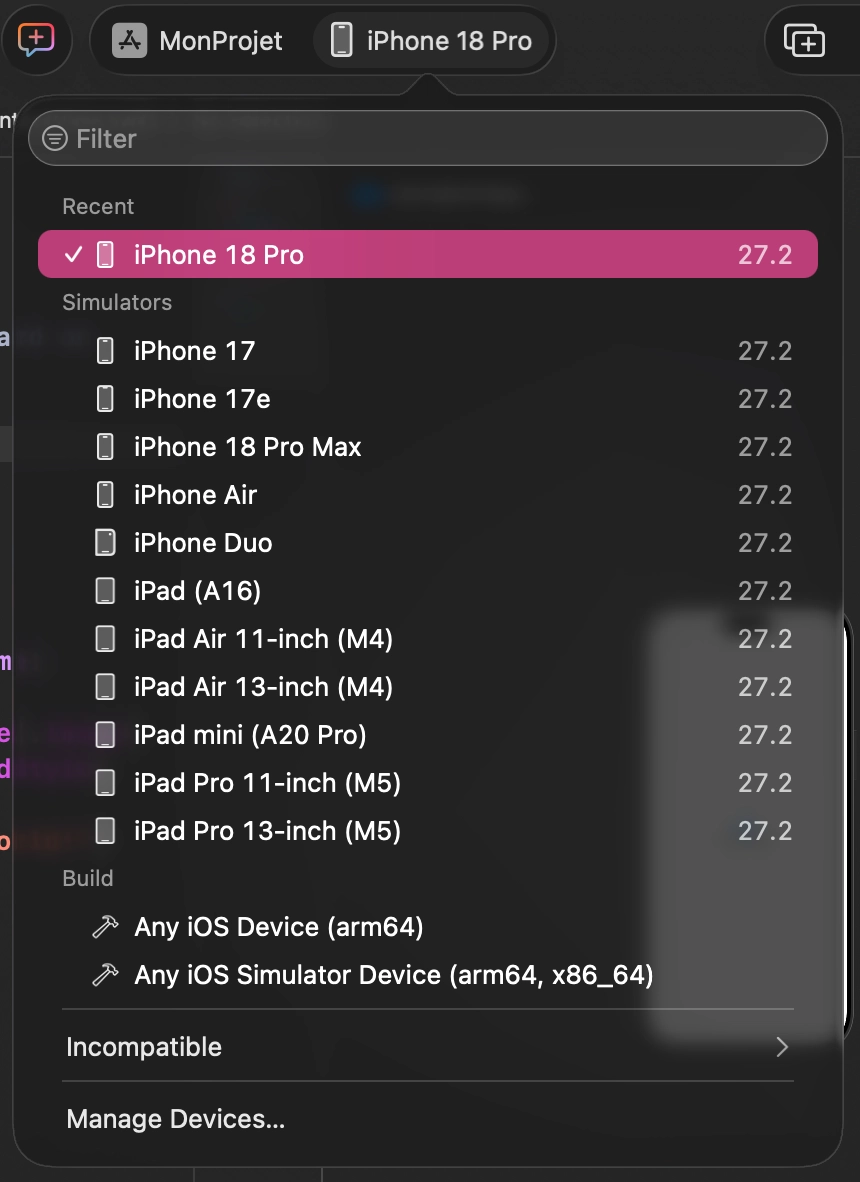 MonProjet
iPhone 18 Pro
Filter
Recent
iPhone 18 Pro 27.2
Simulators
iPhone 17 27.2
iPhone 17e 27.2
iPhone 18 Pro Max 27.2
iPhone Air 27.2
iPhone Duo 27.2
iPad (A16) 27.2
iPad Air 11-inch (M4) 27.2
iPad Air 13-inch (M4) 27.2
iPad mini (A20 Pro) 27.2
iPad Pro 11-inch (M5) 27.2
iPad Pro 13-inch (M5) 27.2
Build
Any iOS Device (arm64)
Any iOS Simulator Device (arm64, x86_64)
Incompatible
Manage Devices...